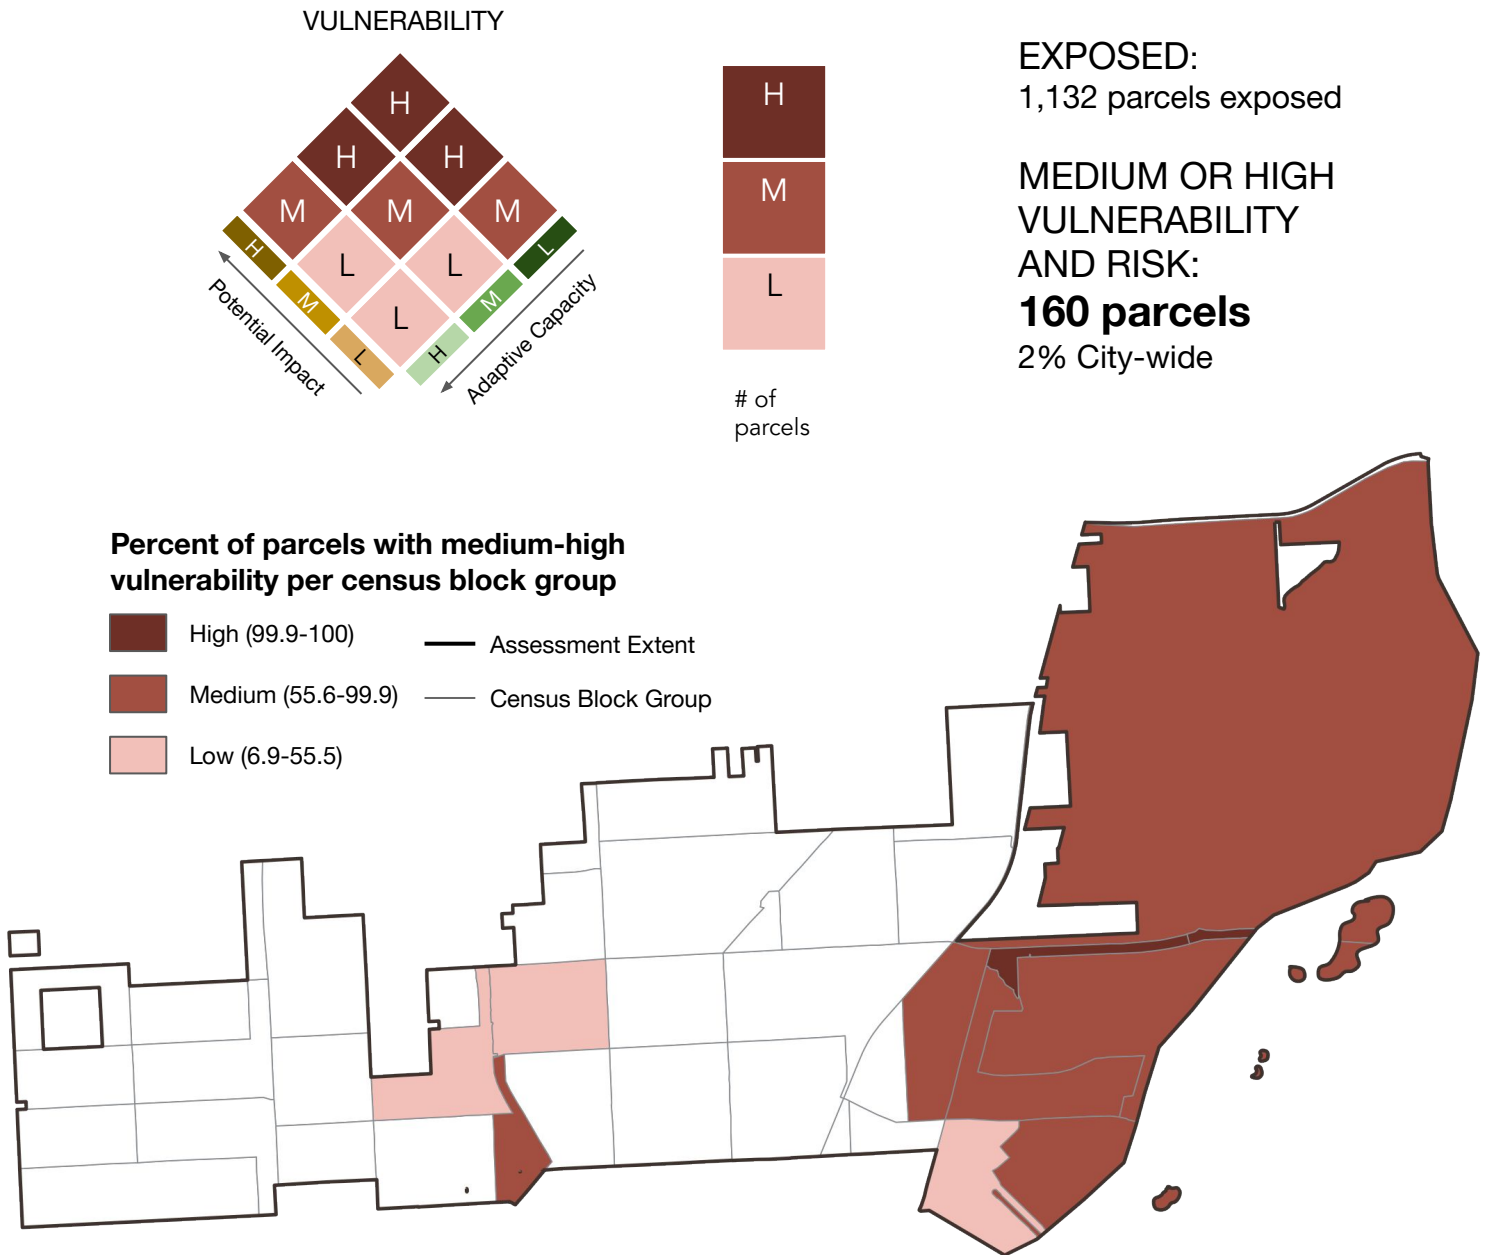 VULNERABILITY
H
H
H
M
M
M
L
L
L
H
M
L
L
M
H
Potential Impact
Adaptive Capacity
H
M
L
# of
parcels
EXPOSED:
1,132 parcels exposed
MEDIUM OR HIGH
VULNERABILITY
AND RISK:
160 parcels
2% City-wide
Percent of parcels with medium-high
vulnerability per census block group
High (99.9-100)
Medium (55.6-99.9)
Low (6.9-55.5)
Assessment Extent
Census Block Group